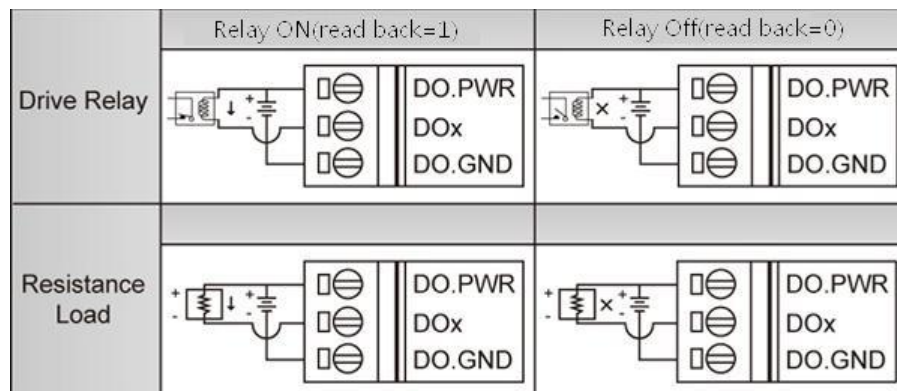 Relay ON(read back=1)
Relay Off(read back=0)
Drive Relay
+
-
DO.PWR
DOx
DO.GND
+
-
DO.PWR
DOx
DO.GND
Resistance
Load
+
-
+
-
DO.PWR
DOx
DO.GND
+
-
+
-
DO.PWR
DOx
DO.GND